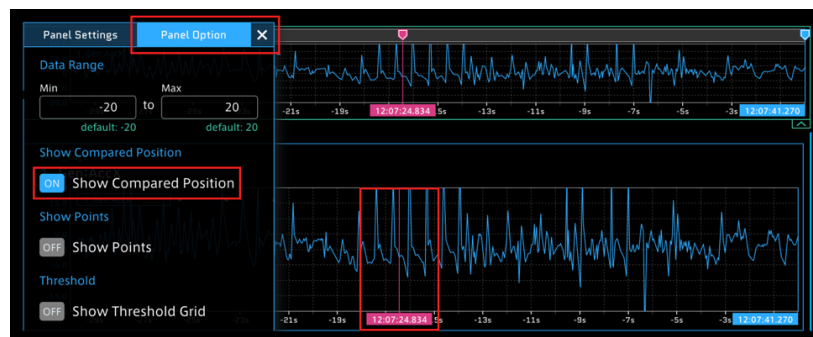 Panel Settings
Panel Option
Data Range
Min
Max
-20 to 20
default: -20
default: 20
Show Compared Position
ON Show Compared Position
Show Points
OFF Show Points
Threshold
OFF Show Threshold Grid
-21s -19s 12:07:24.834 5s -13s -11s -9s -7s -5s -3s 12:07:41.270
-21s -19s 12:07:24.834 5s -13s -11s -9s -7s -5s -3s 12:07:41.270